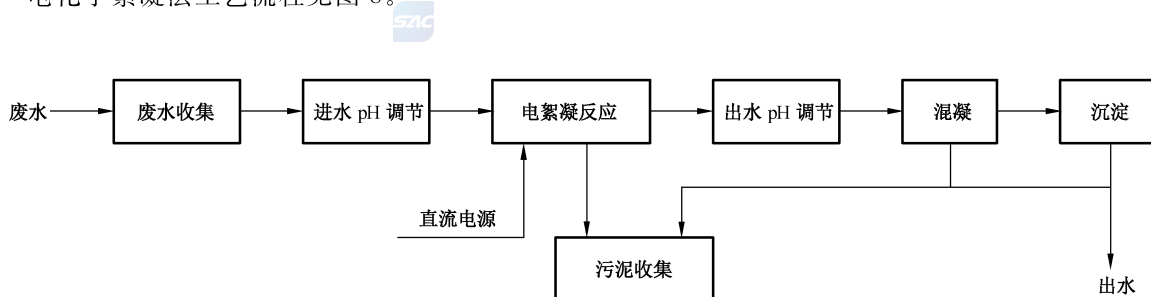 SAC
废水
废水收集
进水 pH 调节
电絮凝反应
出水 pH 调节
混凝
沉淀
直流电源
污泥收集
出水